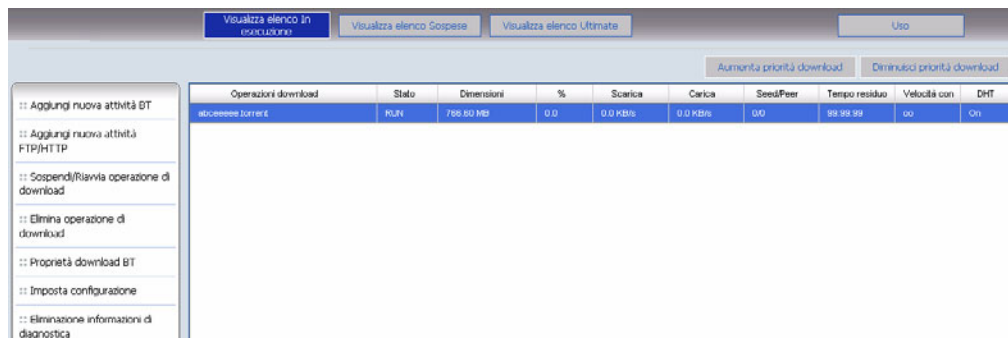 Visualizza elenco In
esecuzione
Visualizza elenco Sospese
Visualizza elenco Ultimate
Uso
Aumenta priorità download
Diminuisci priorità download
:: Aggiungi nuova attività BT
:: Aggiungi nuova attività
FTP/HTTP
:: Sospendi/Riavvia operazione di
download
:: Elimina operazione di
download
:: Proprietà download BT
:: Imposta configurazione
:: Eliminazione informazioni di
diagnostica
Operazioni download Stato Dimensioni % Scarica Carica Seed/Peer Tempo residuo Velocità con DHT
abceeeee.torrent RUN 766.60 MB 0.0 0.0 KB/s 0.0 KB/s 0/0 99:99:99 oo On